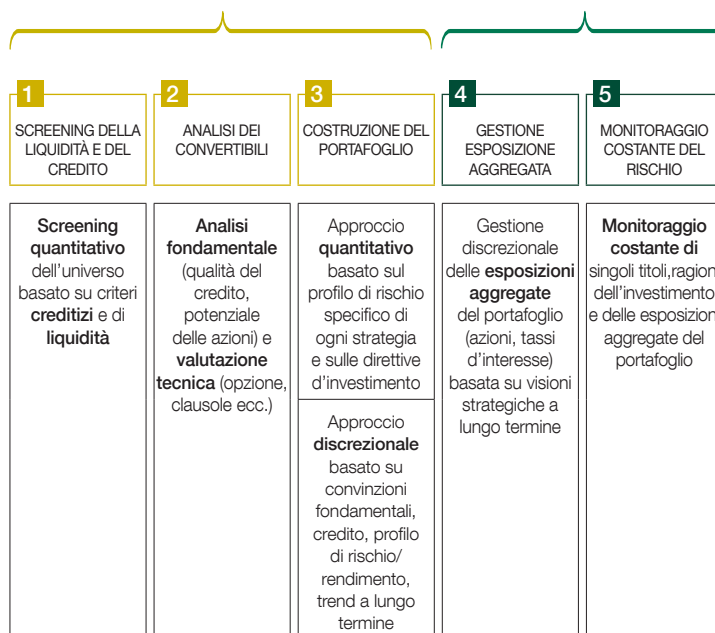 1
SCREENING DELLA
LIQUIDITÀ E DEL
CREDITO
2
ANALISI DEI
CONVERTIBILI
3
COSTRUZIONE DEL
PORTAFOGLIO
4
GESTIONE
ESPOSIZIONE
AGGREGATA
5
MONITORAGGIO
COSTANTE DEL
RISCHIO
Screening
quantitativo
dell'universo
basato su criteri
creditizi e di
liquidità
Analisi
fondamentale
(qualità del
credito,
potenziale
delle azioni) e
valutazione
tecnica (opzione,
clausole ecc.)
Approccio
quantitativo
basato sul
profilo di rischio
specifico di
ogni strategia
e sulle direttive
d'investimento
Approccio
discrezionale
basato su
convinzioni
fondamentali,
credito, profilo
di rischio/
rendimento,
trend a lungo
termine
Gestione
discrezionale
delle esposizioni
aggregate
del portafoglio
(azioni, tassi
d'interesse)
basata su visioni
strategiche a
lungo termine
Monitoraggio
costante di
singoli titoli,ragion
dell'investimento
e delle esposizion
aggregate del
portafoglio